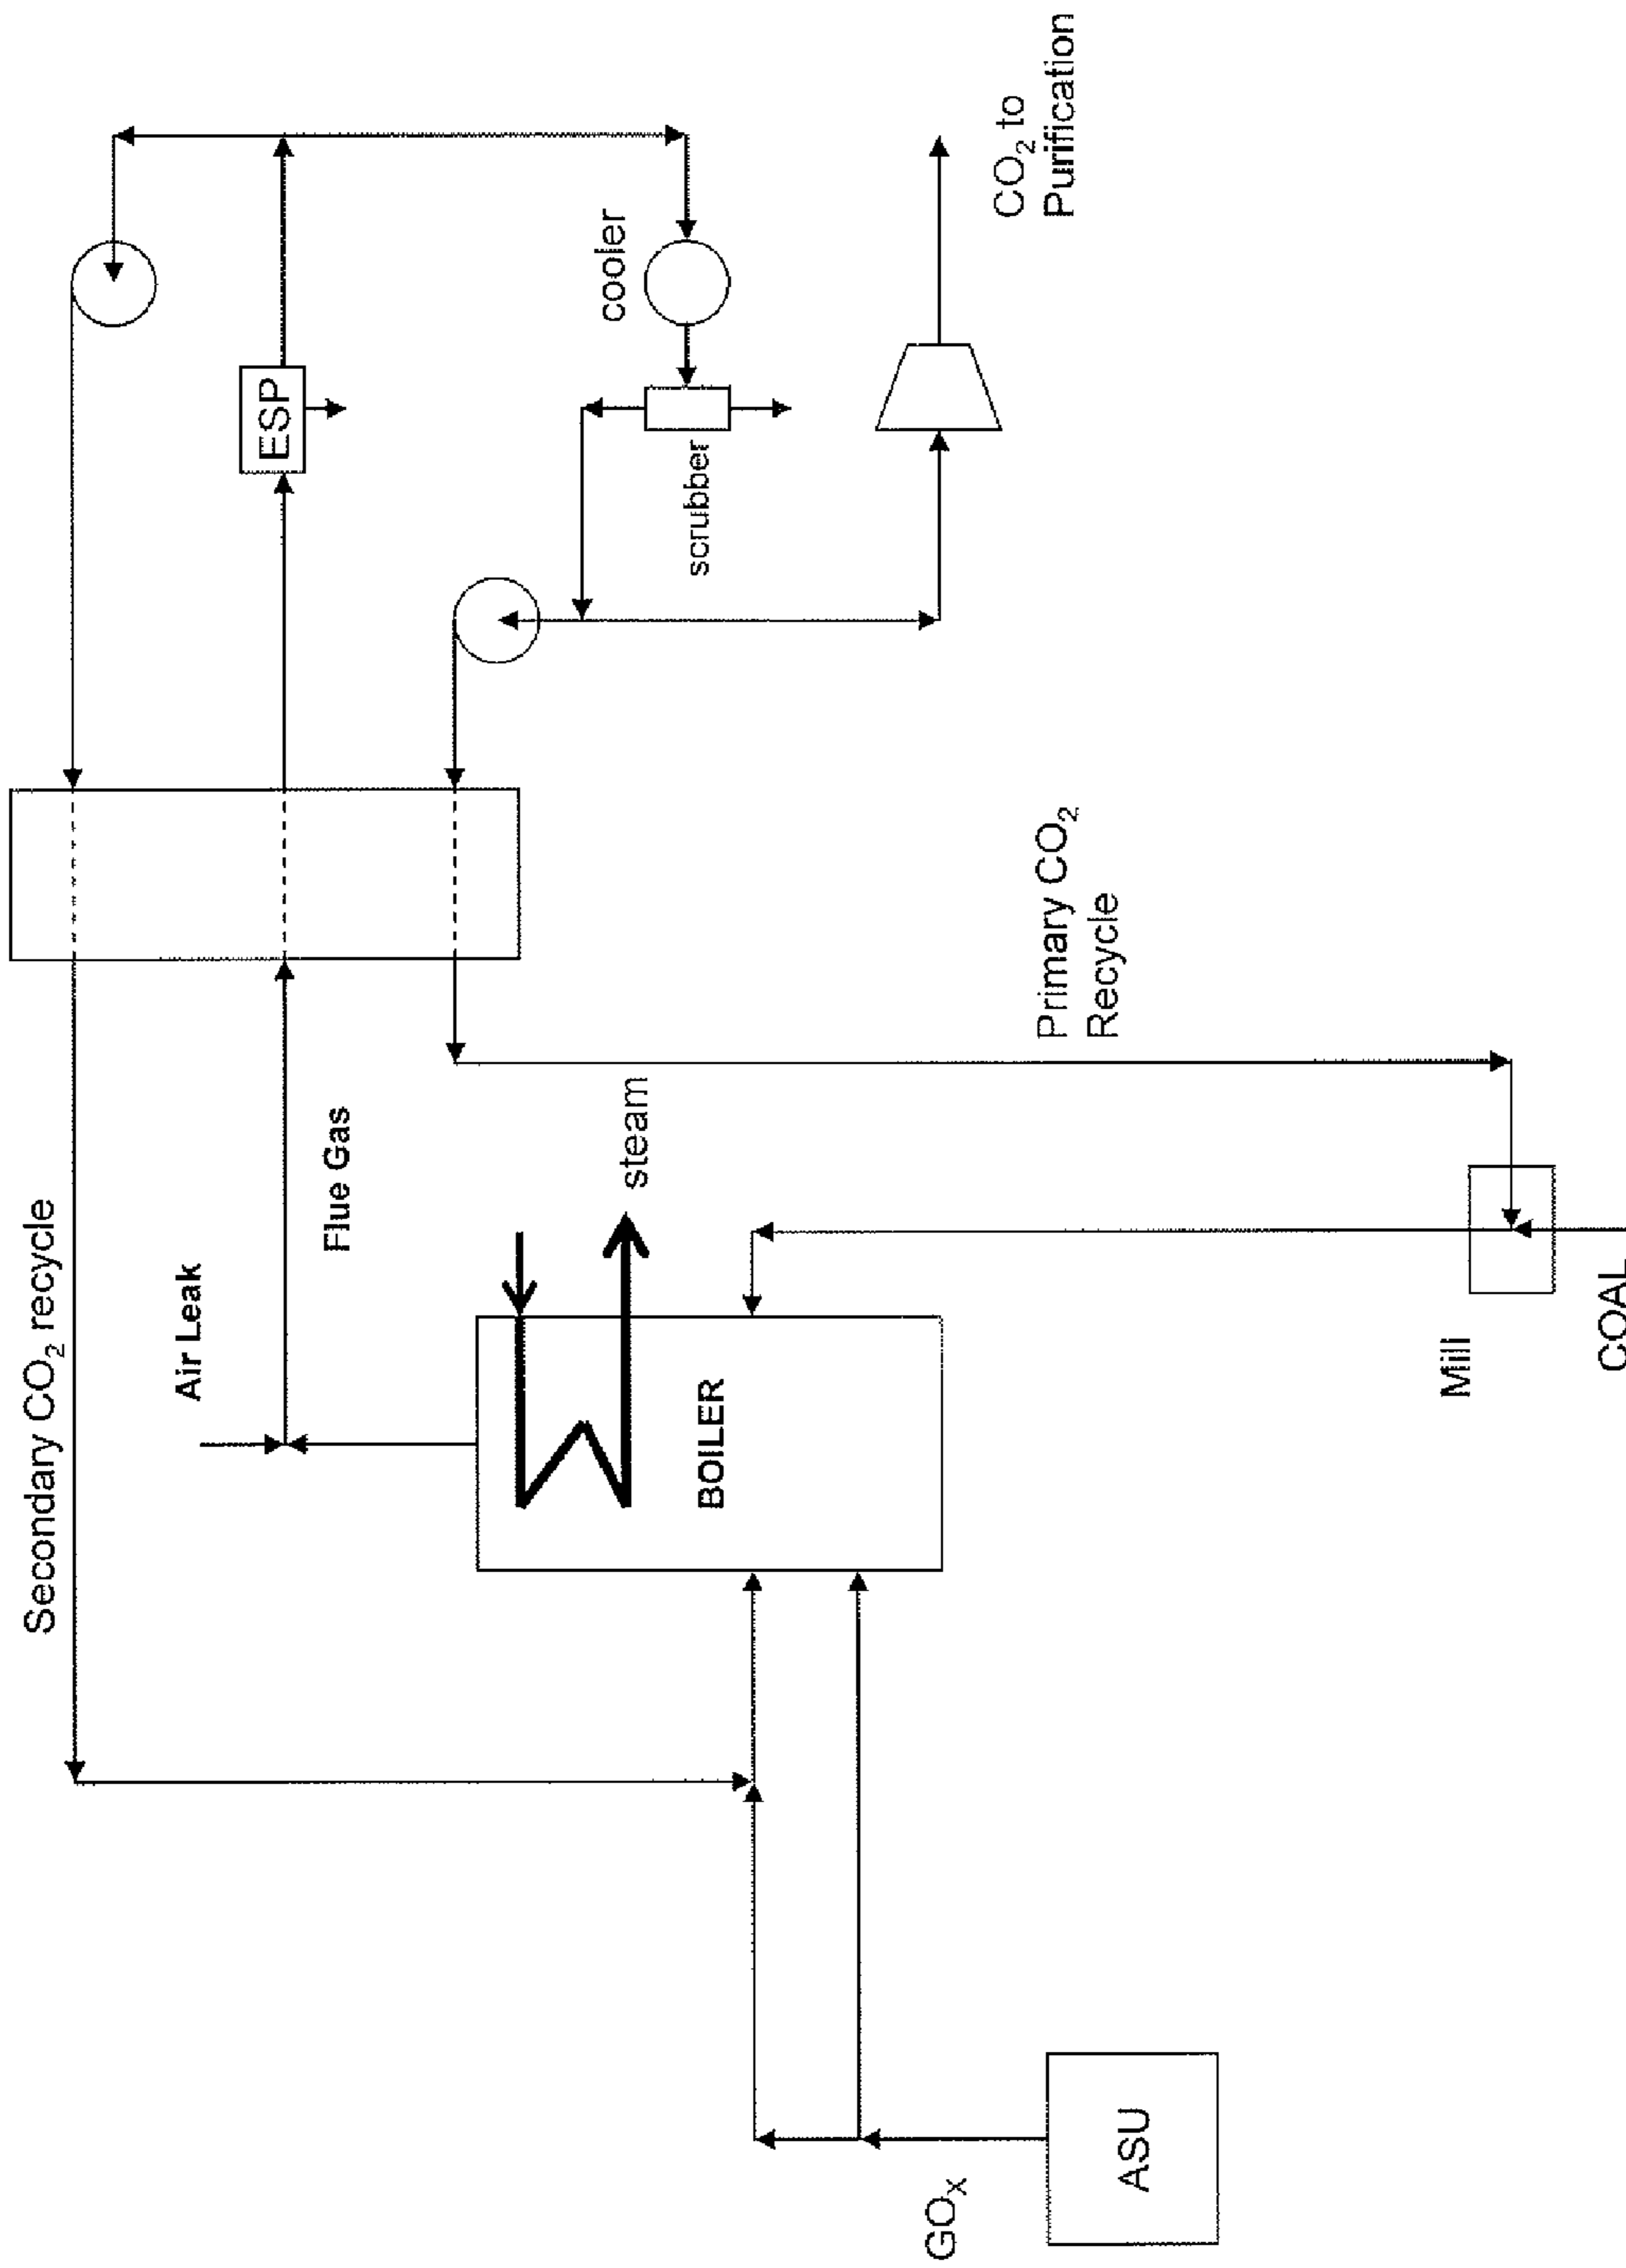 Secondary CO₂ recycle
Air Leak
Flue Gas
steam
BOILER
ESP
cooler
scrubber
CO₂ to
Purification
Primary CO₂
Recycle
GOₓ
ASU
Mill
COAL